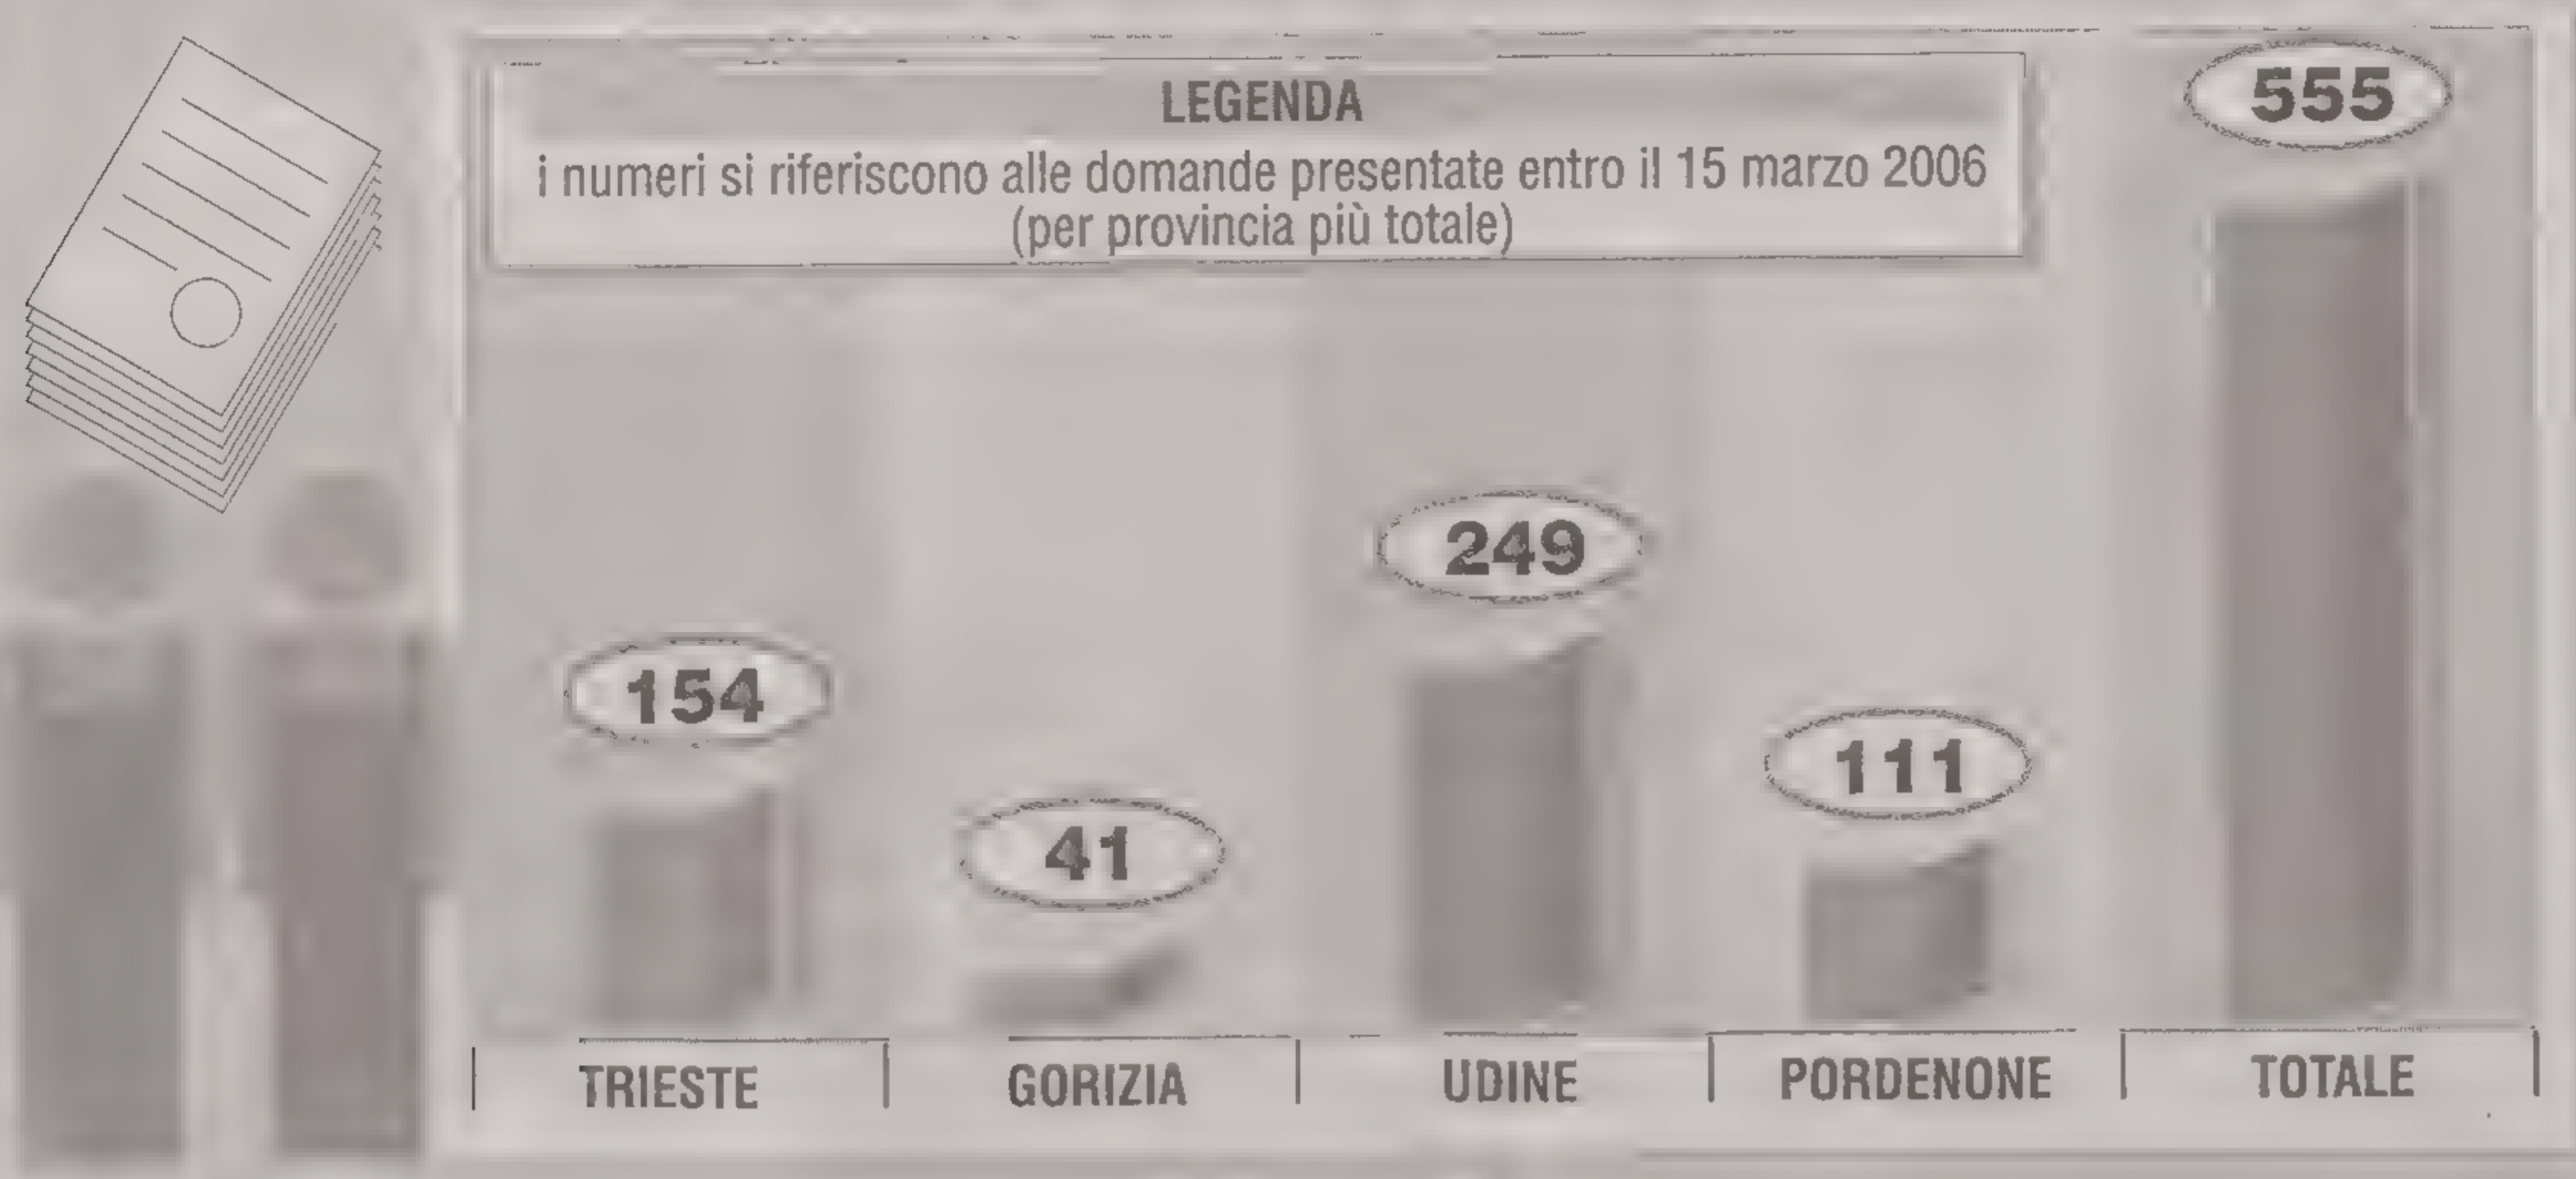 LEGENDA
i numeri si riferiscono alle domande presentate entro il 15 marzo 2006
(per provincia più totale)
555
249
154
111
41
TRIESTE
GORIZIA
UDINE
PORDENONE
TOTALE